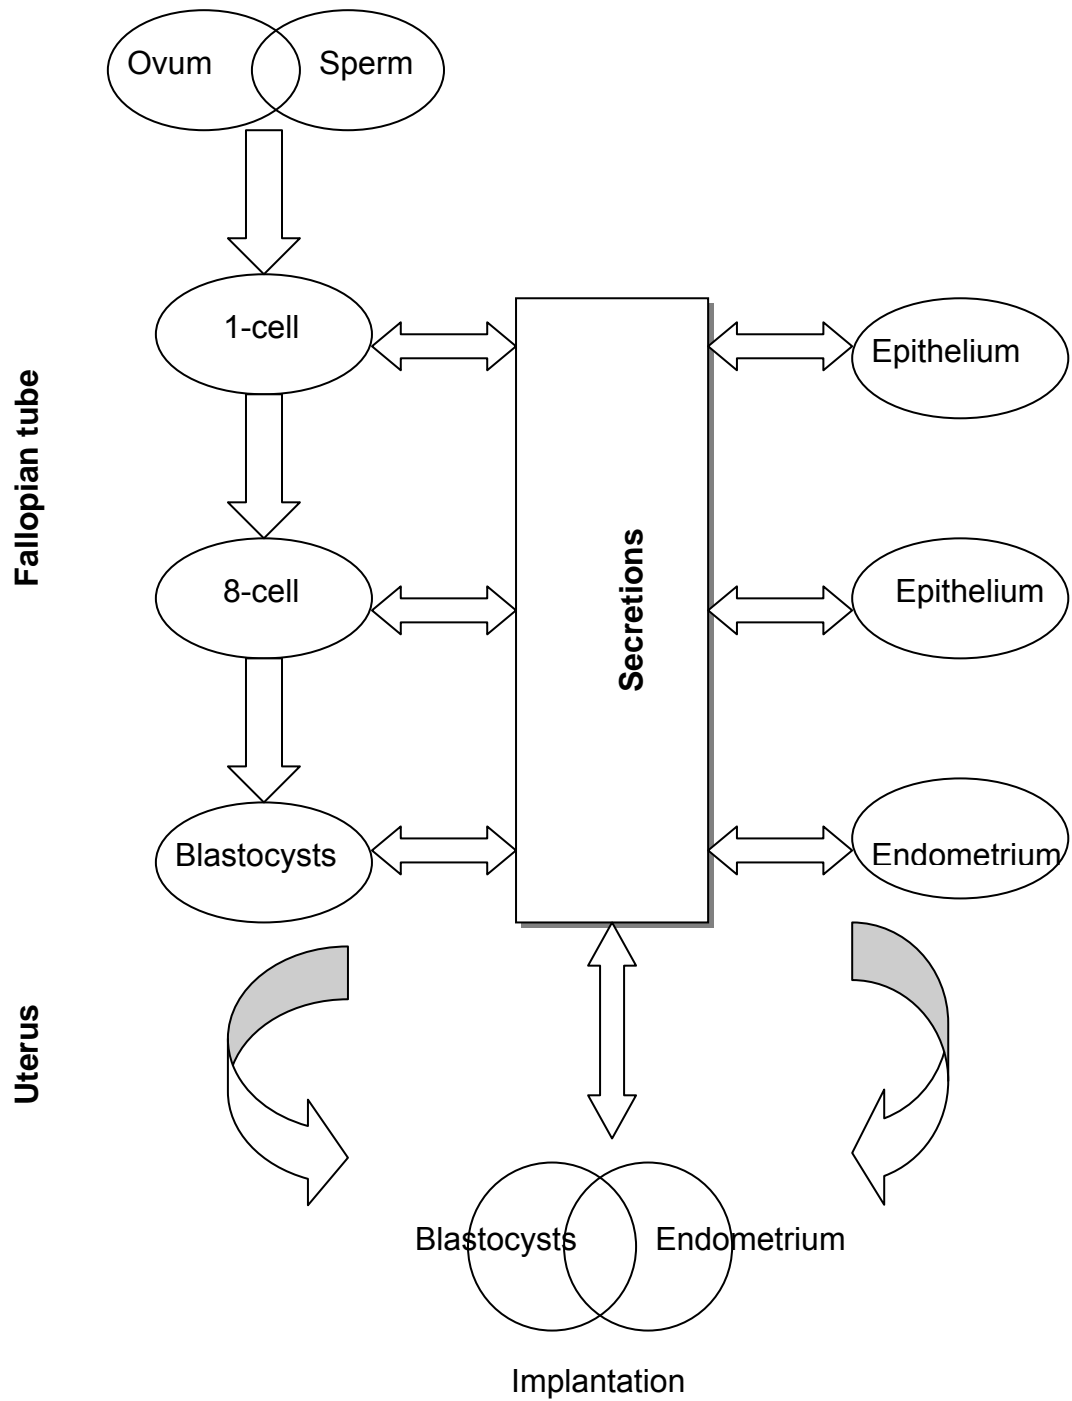 Ovum
Sperm
1-cell
Epithelium
Fallopian tube
8-cell
Secretions
Epithelium
Blastocysts
Endometrium
Uterus
Blastocysts
Endometrium
Implantation